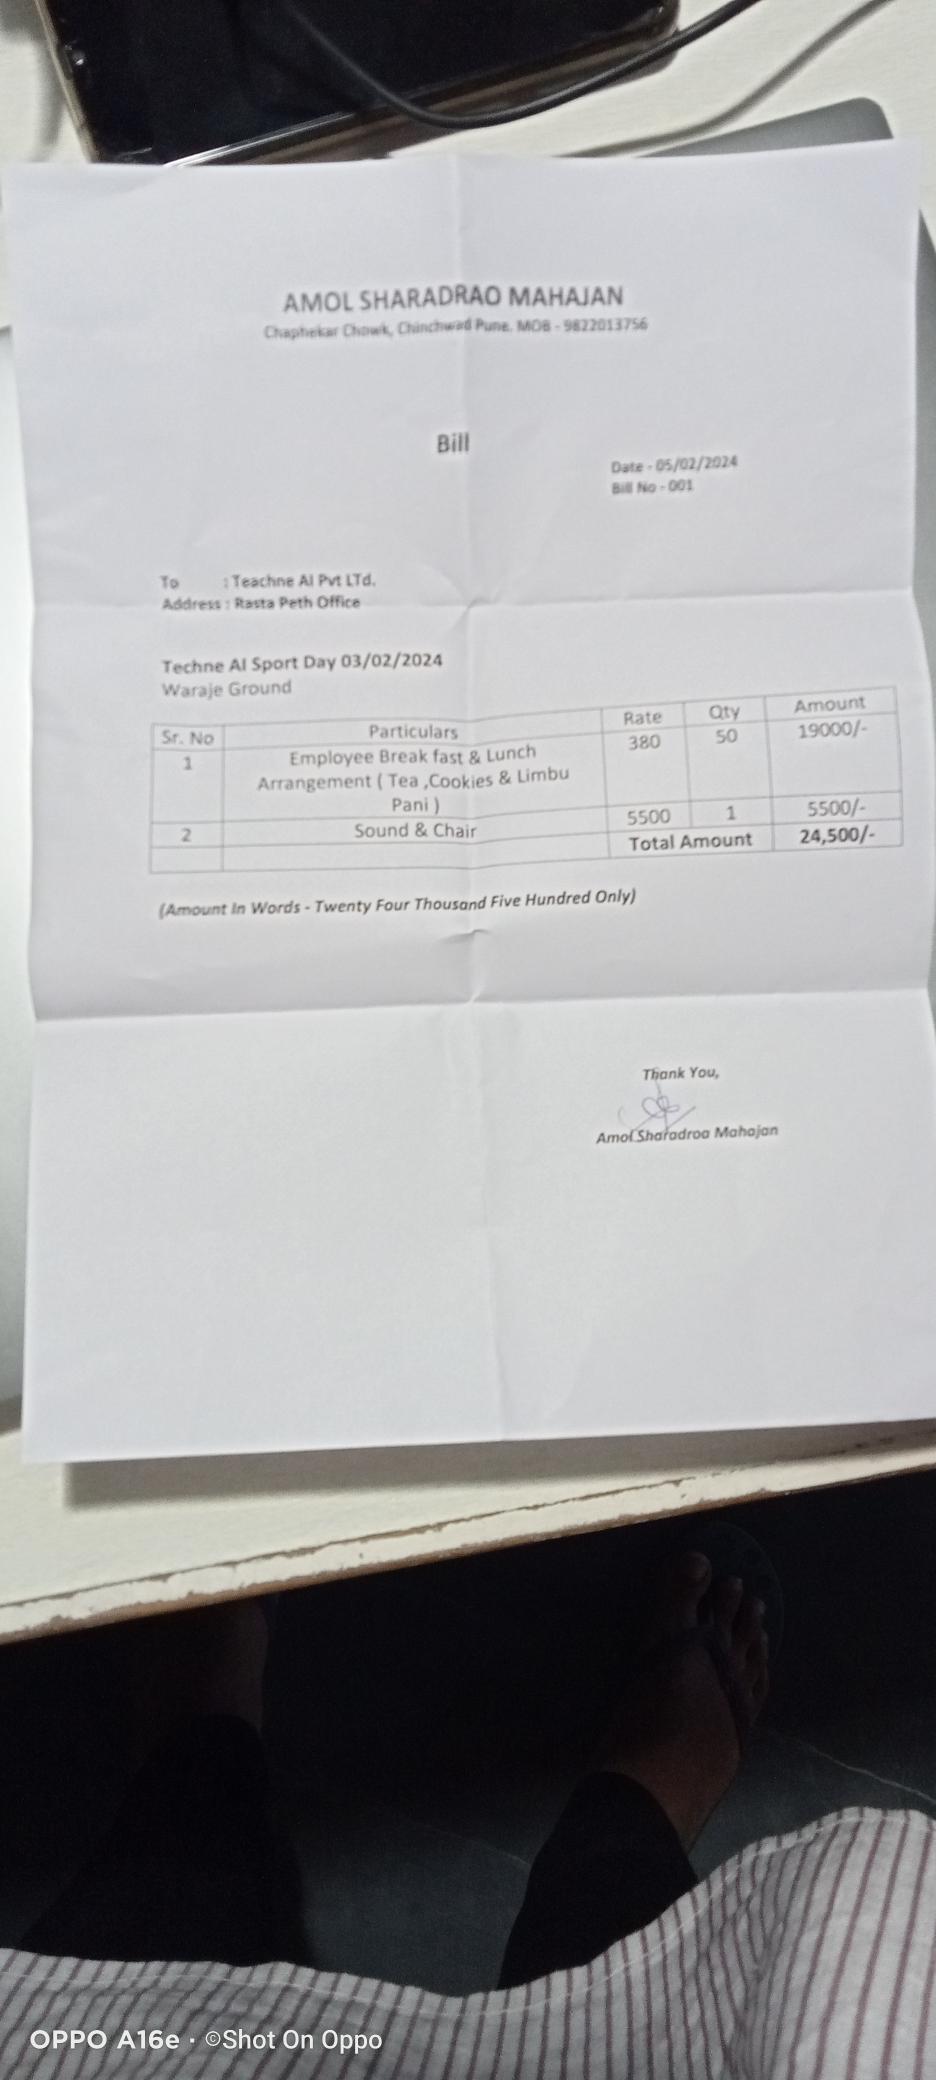 AMOL SHARADRAO MAHAJAN
Chaphekar Chowk, Chinchwad Pune. MOB - 9822013756
Bill
Date - 05/02/2024
Bill No - 001
To : Teachne AI Pvt LTd.
Address : Rasta Peth Office
Techne AI Sport Day 03/02/2024
Waraje Ground
Sr. No Particulars Rate Qty Amount
1 Employee Break fast & Lunch 380 50 19000/-
Arrangement ( Tea ,Cookies & Limbu
Pani )
2 Sound & Chair 5500 1 5500/-
Total Amount 24,500/-
(Amount In Words - Twenty Four Thousand Five Hundred Only)
Thank You,
Amol Sharadroa Mahajan
OPPO A16e · ©Shot On Oppo